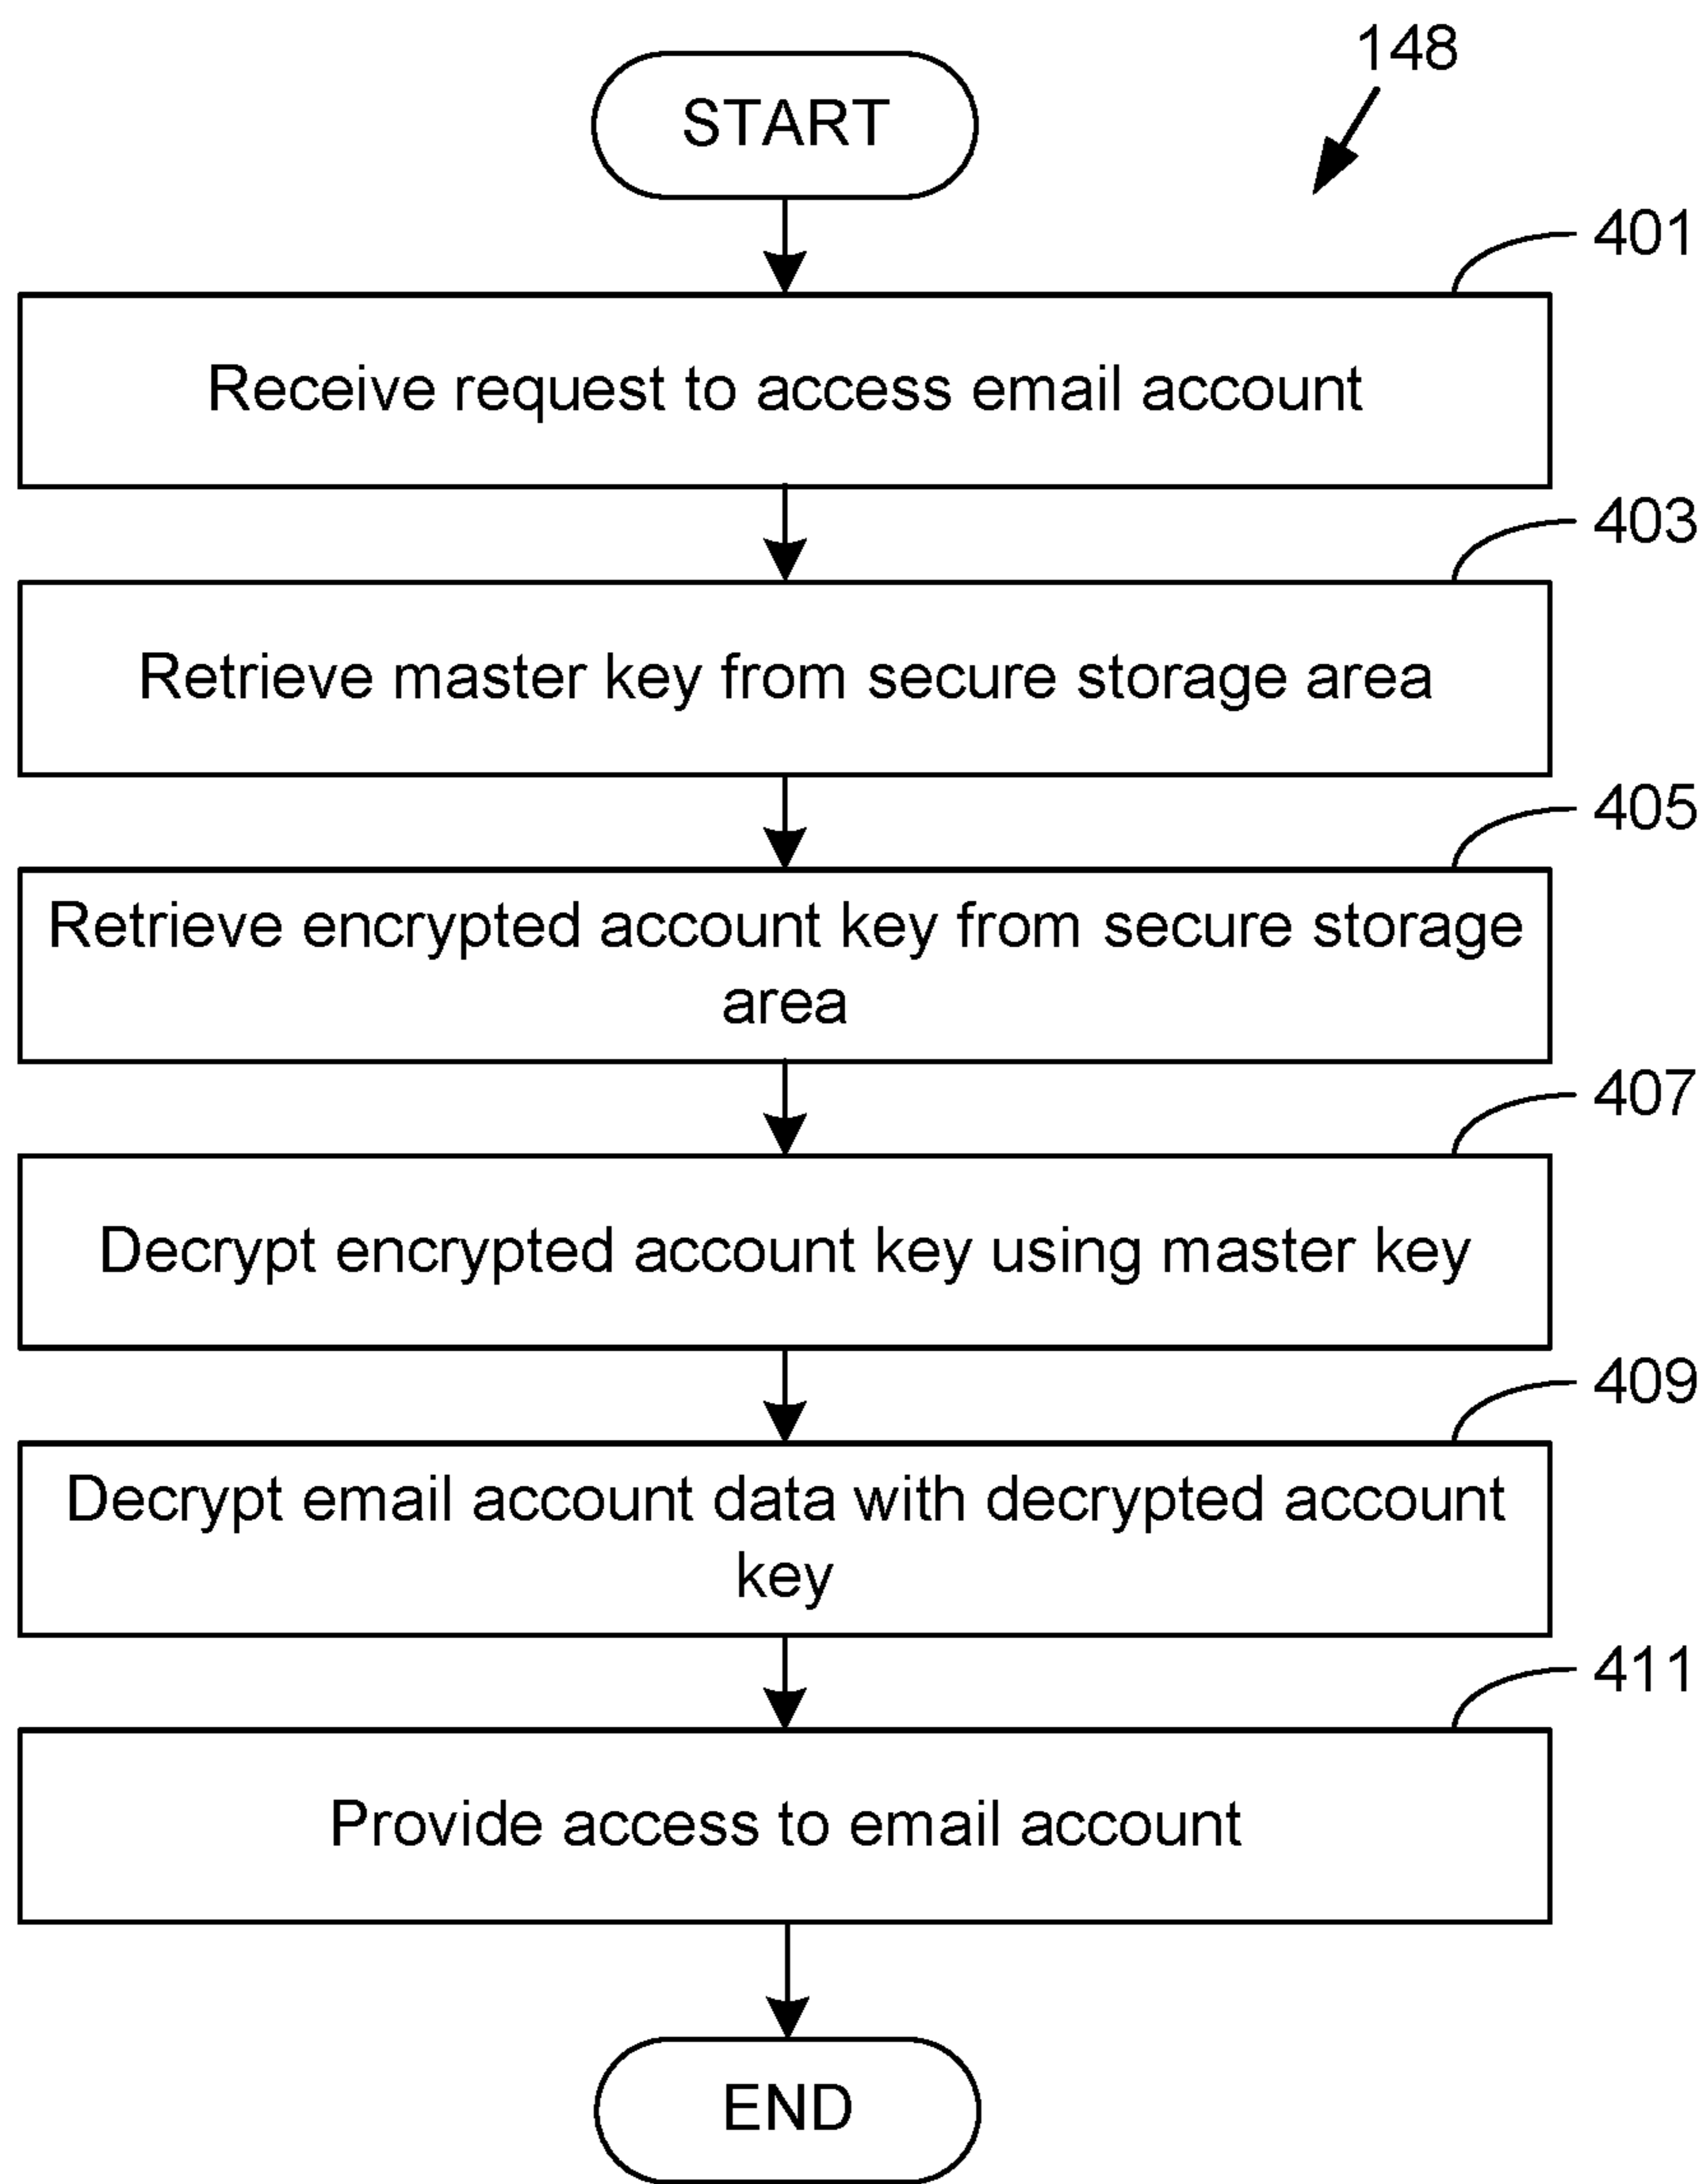 148
START
401
Receive request to access email account
403
Retrieve master key from secure storage area
405
Retrieve encrypted account key from secure storage
area
407
Decrypt encrypted account key using master key
409
Decrypt email account data with decrypted account
key
411
Provide access to email account
END